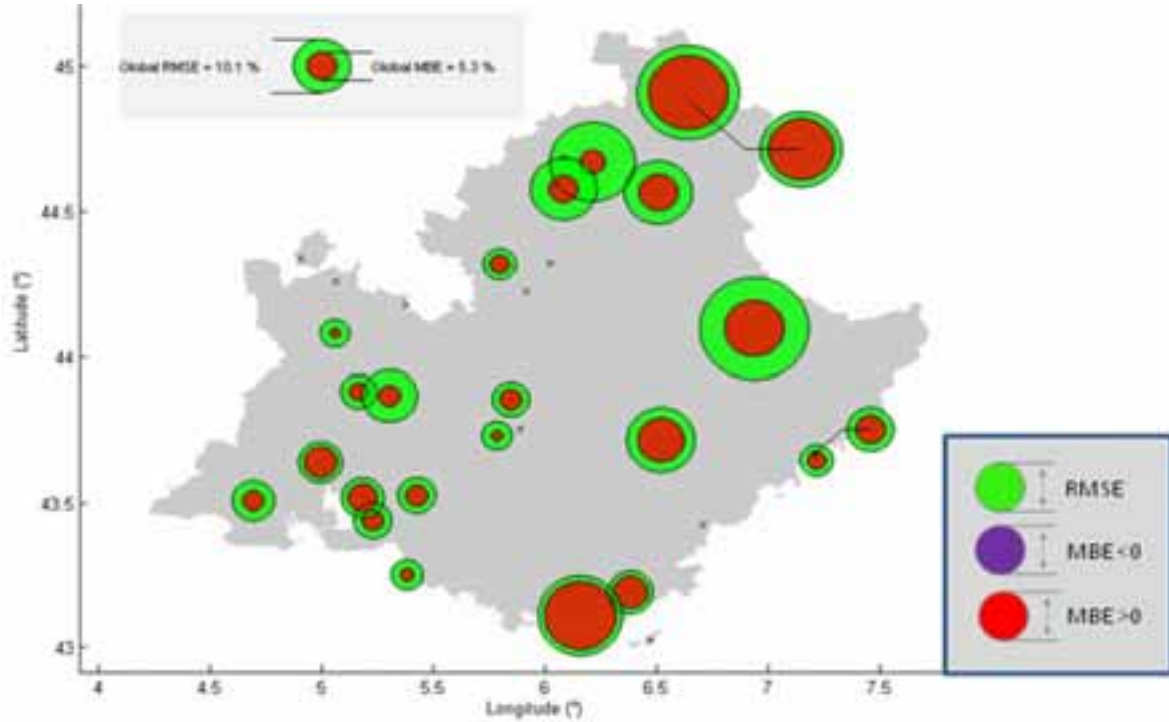 Global RMSE = 10.1 %
Global MBE = 5.3 %
45
44.5
44
43.5
43
Latitude (°)
4
4.5
5
5.5
6
6.5
7
7.5
Longitude (°)
RMSE
MBE<0
MBE>0